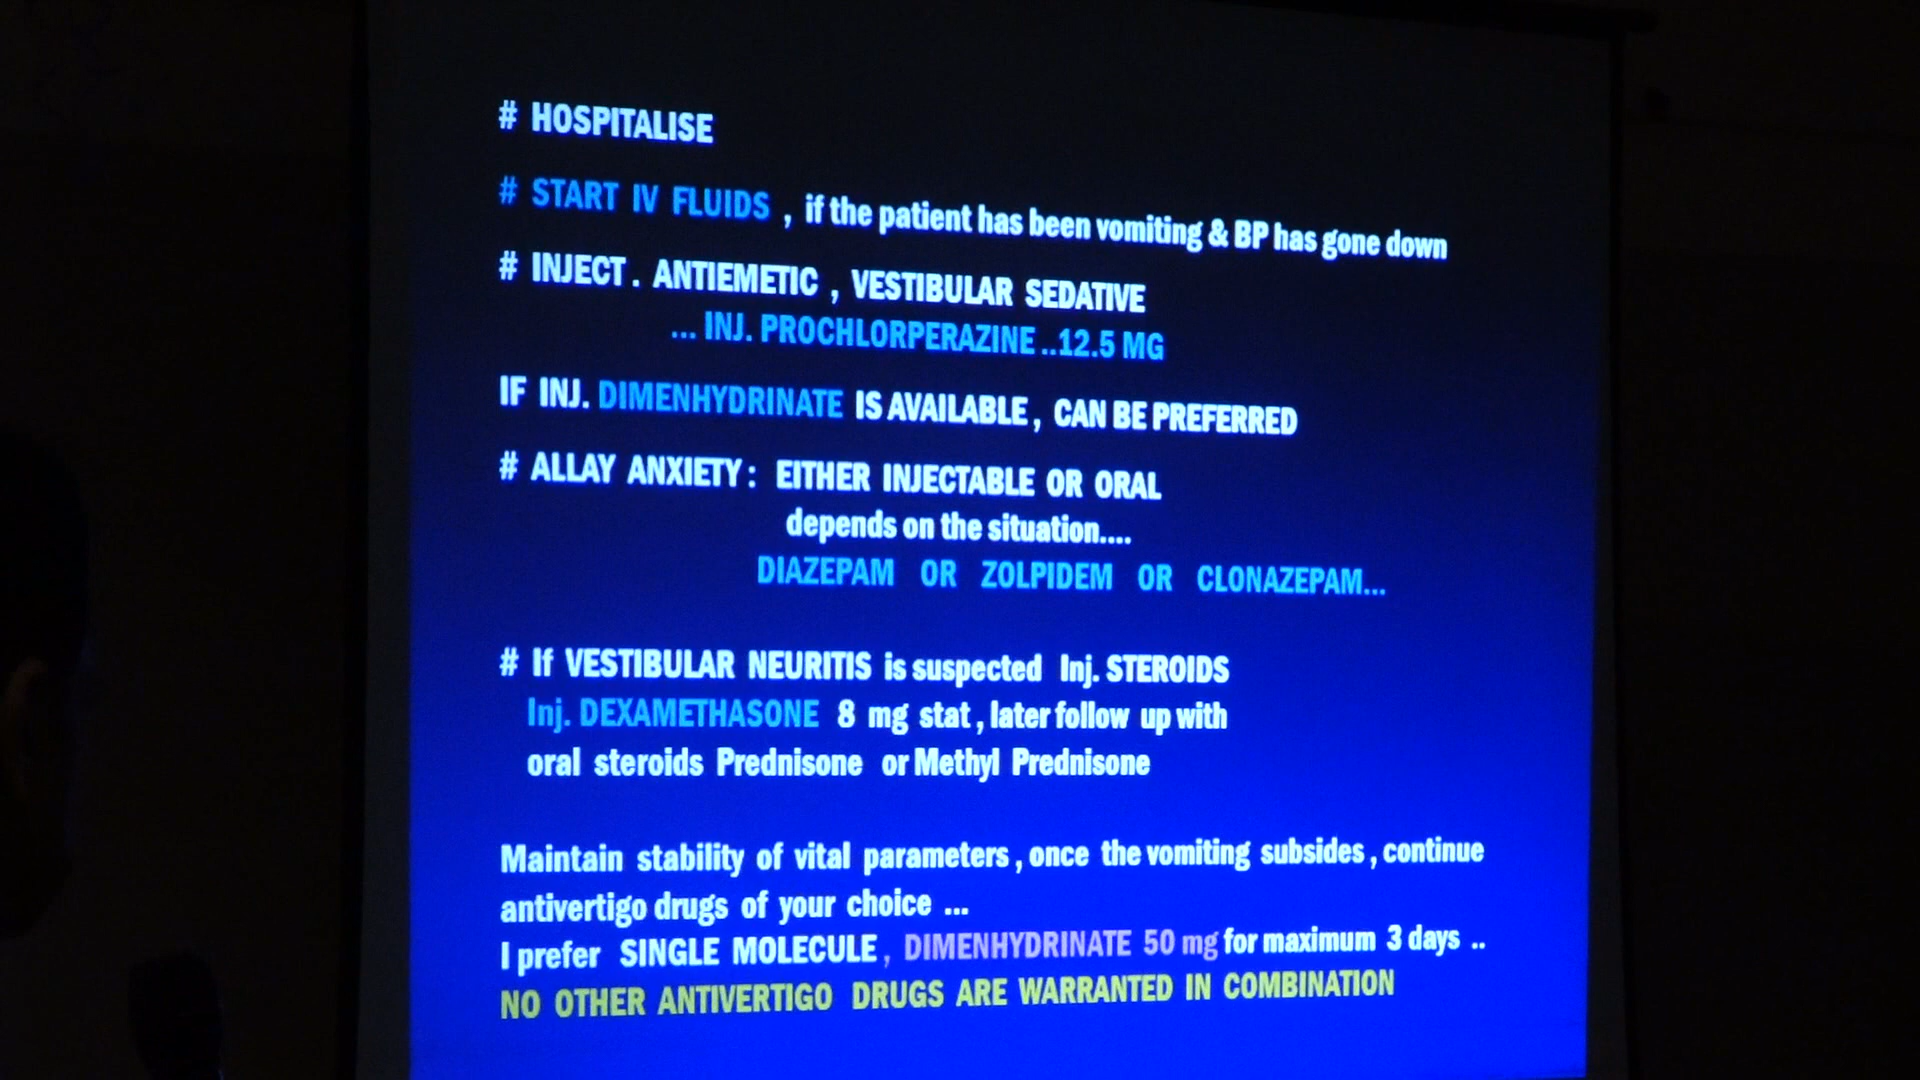 # HOSPITALISE
# START IV FLUIDS , if the patient has been vomiting & BP has gone down
# INJECT . ANTIEMETIC , VESTIBULAR SEDATIVE
... INJ. PROCHLORPERAZINE ..12.5 MG
IF INJ. DIMENHYDRINATE IS AVAILABLE , CAN BE PREFERRED
# ALLAY ANXIETY : EITHER INJECTABLE OR ORAL
depends on the situation....
DIAZEPAM OR ZOLPIDEM OR CLONAZEPAM...
# If VESTIBULAR NEURITIS is suspected Inj. STEROIDS
Inj. DEXAMETHASONE 8 mg stat , later follow up with
oral steroids Prednisone or Methyl Prednisone
Maintain stability of vital parameters , once the vomiting subsides , continue
antivertigo drugs of your choice ...
I prefer SINGLE MOLECULE , DIMENHYDRINATE 50 mg for maximum 3 days ..
NO OTHER ANTIVERTIGO DRUGS ARE WARRANTED IN COMBINATION